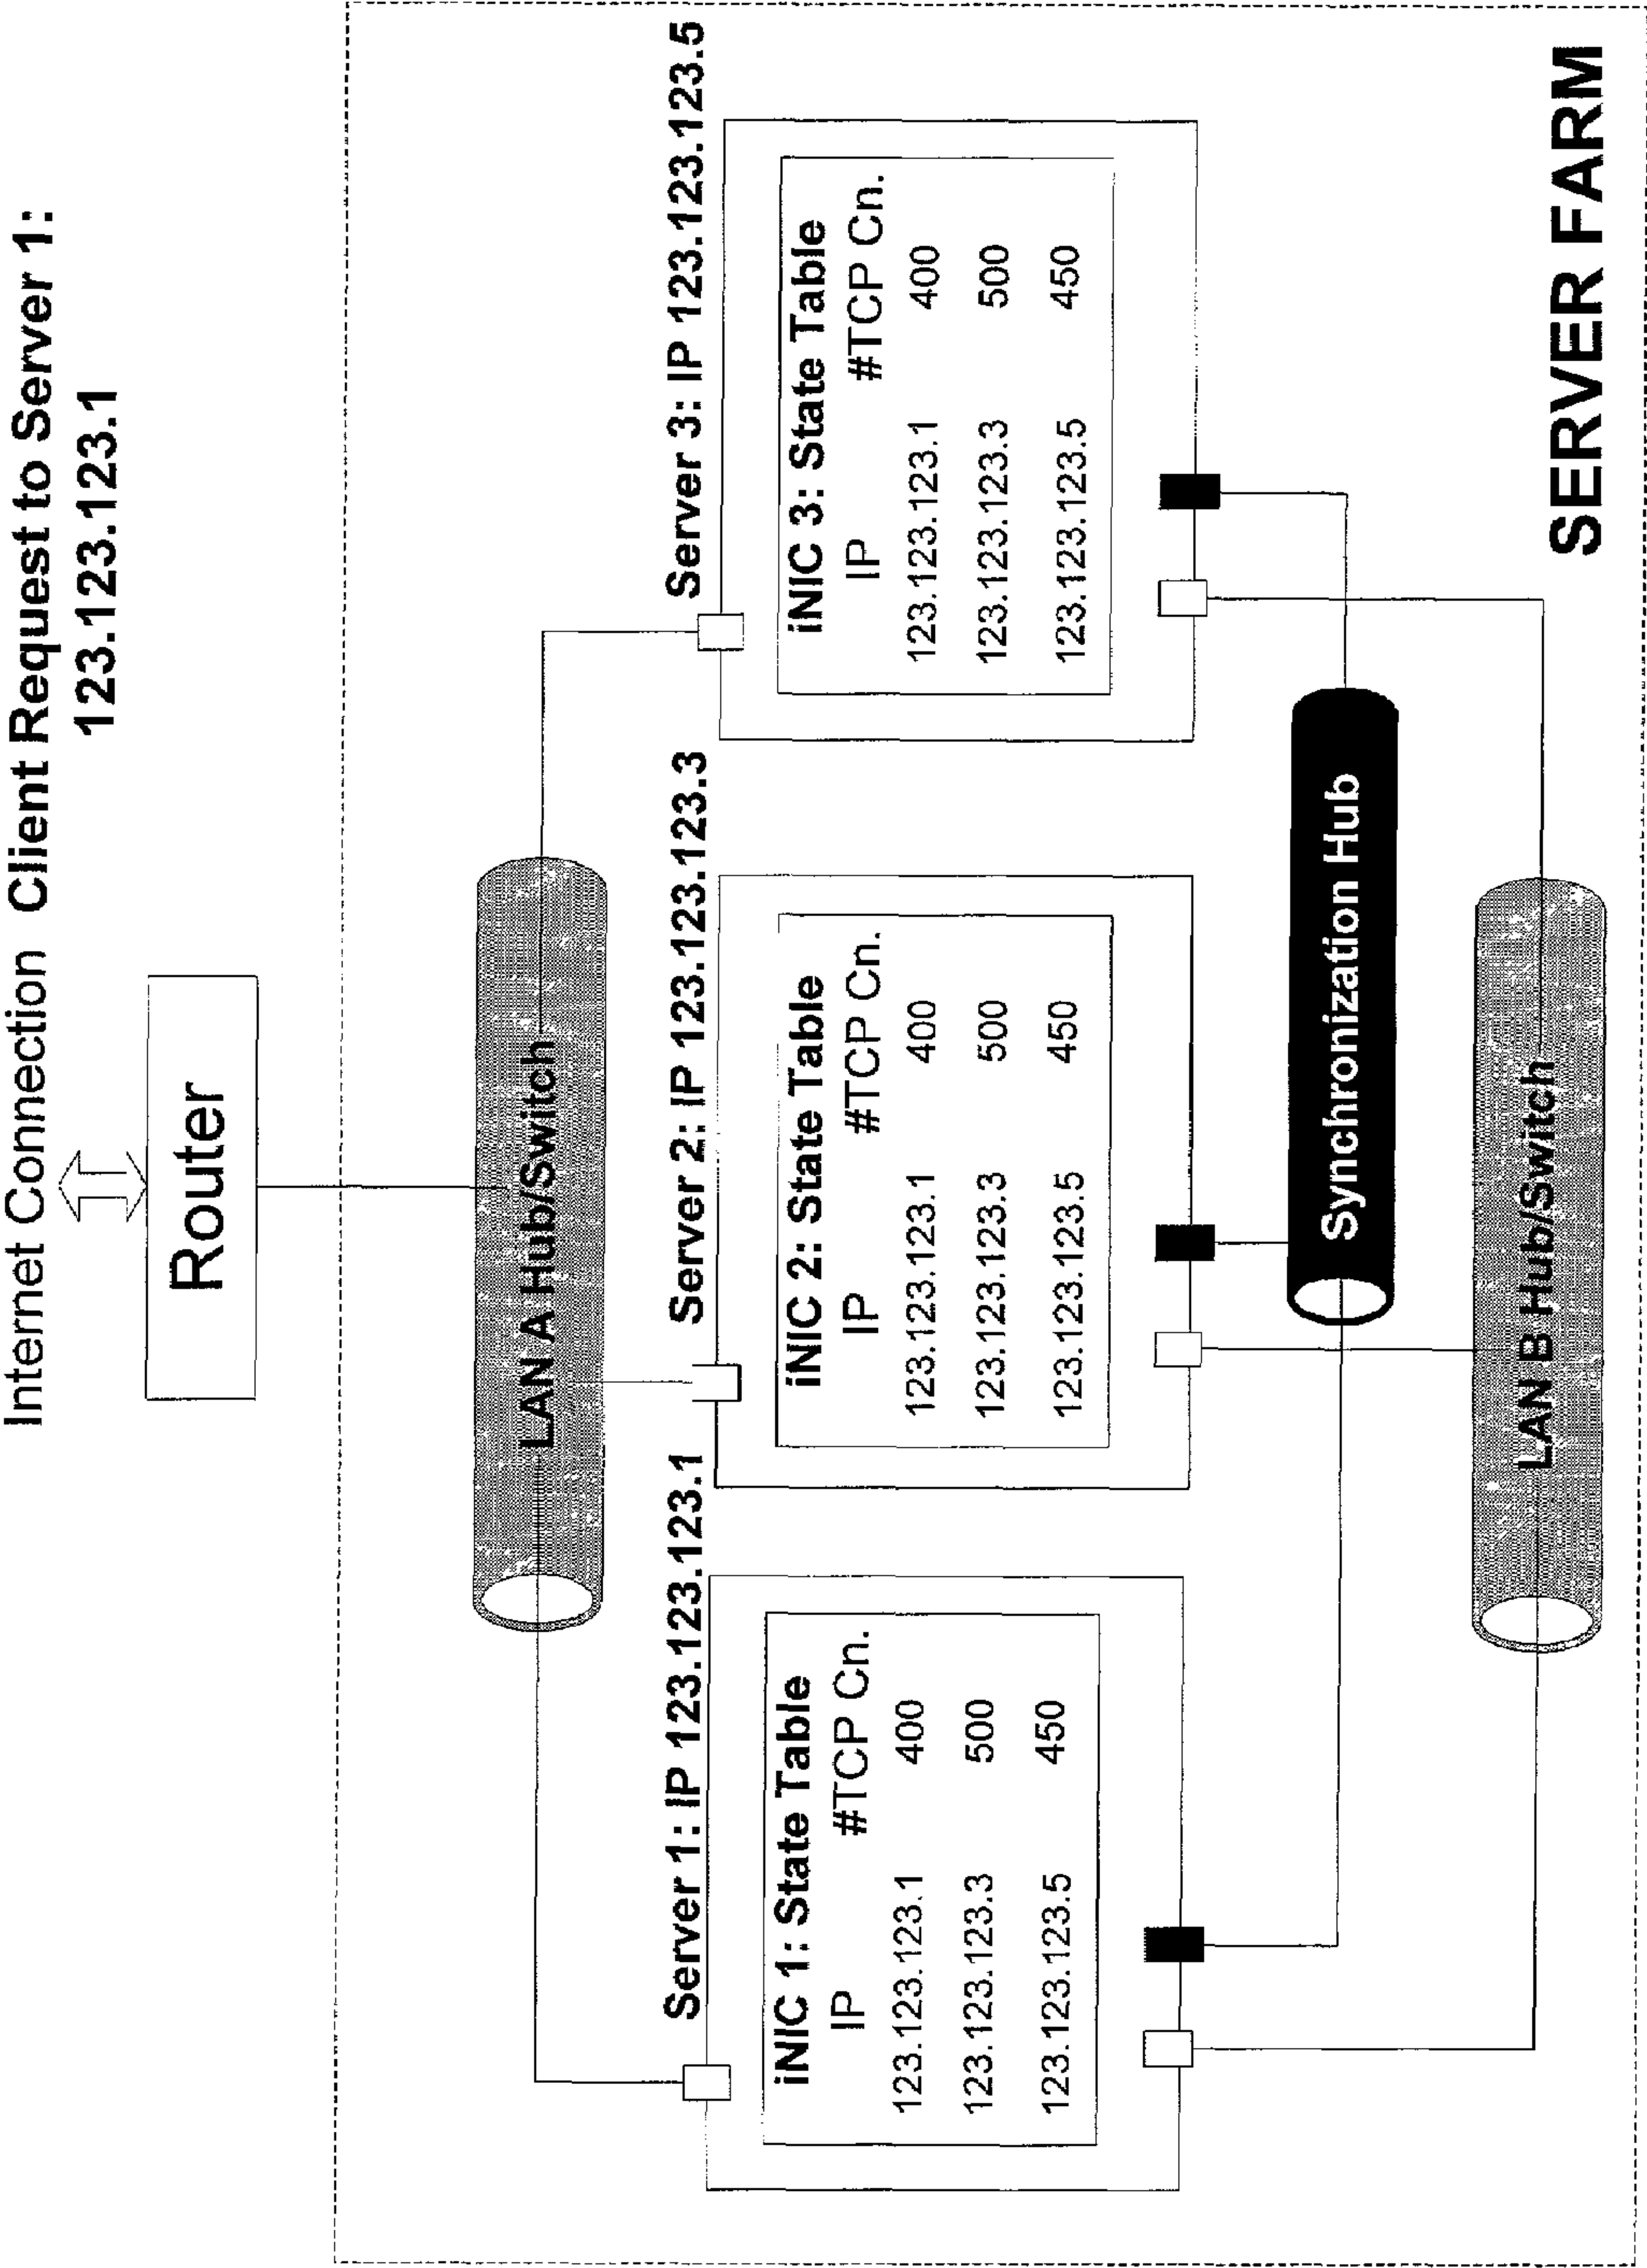 Internet Connection Client Request to Server 1:
123.123.123.1
Router
LAN A Hub/Switch
Server 1: IP 123.123.123.1
iNIC 1: State Table
IP #TCP Cn.
123.123.123.1 400
123.123.123.3 500
123.123.123.5 450
Server 2: IP 123.123.123.3
iNIC 2: State Table
IP #TCP Cn.
123.123.123.1 400
123.123.123.3 500
123.123.123.5 450
Server 3: IP 123.123.123.5
iNIC 3: State Table
IP #TCP Cn.
123.123.123.1 400
123.123.123.3 500
123.123.123.5 450
Synchronization Hub
LAN B Hub/Switch
SERVER FARM